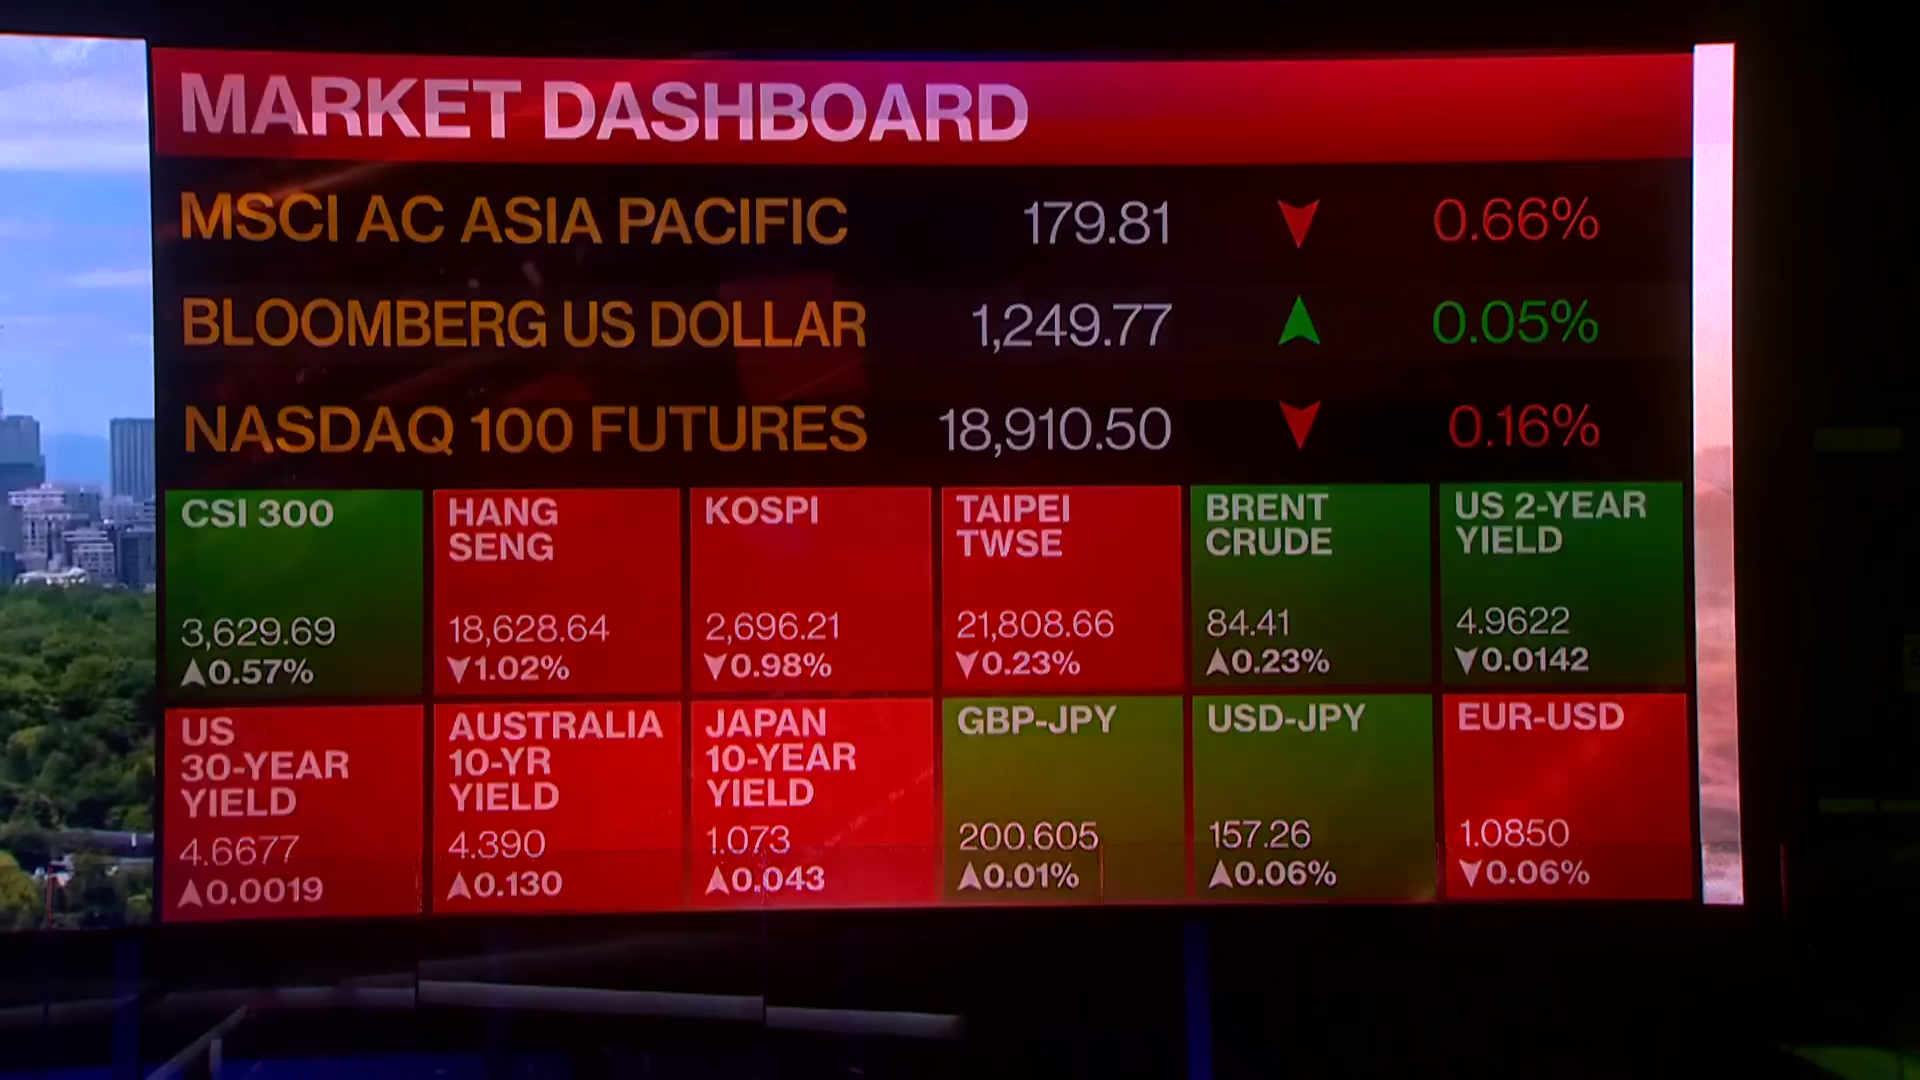 MARKET DASHBOARD
MSCI AC ASIA PACIFIC 179.81 ▼ 0.66%
BLOOMBERG US DOLLAR 1,249.77 ▲ 0.05%
NASDAQ 100 FUTURES 18,910.50 ▼ 0.16%
CSI 300
3,629.69
▲0.57%
HANG
SENG
18,628.64
▼1.02%
KOSPI
2,696.21
▼0.98%
TAIPEI
TWSE
21,808.66
▼0.23%
BRENT
CRUDE
84.41
▲0.23%
US 2-YEAR
YIELD
4.9622
▼0.0142
US
30-YEAR
YIELD
4.6677
▲0.0019
AUSTRALIA
10-YR
YIELD
4.390
▲0.130
JAPAN
10-YEAR
YIELD
1.073
▲0.043
GBP-JPY
200.605
▲0.01%
USD-JPY
157.26
▲0.06%
EUR-USD
1.0850
▼0.06%